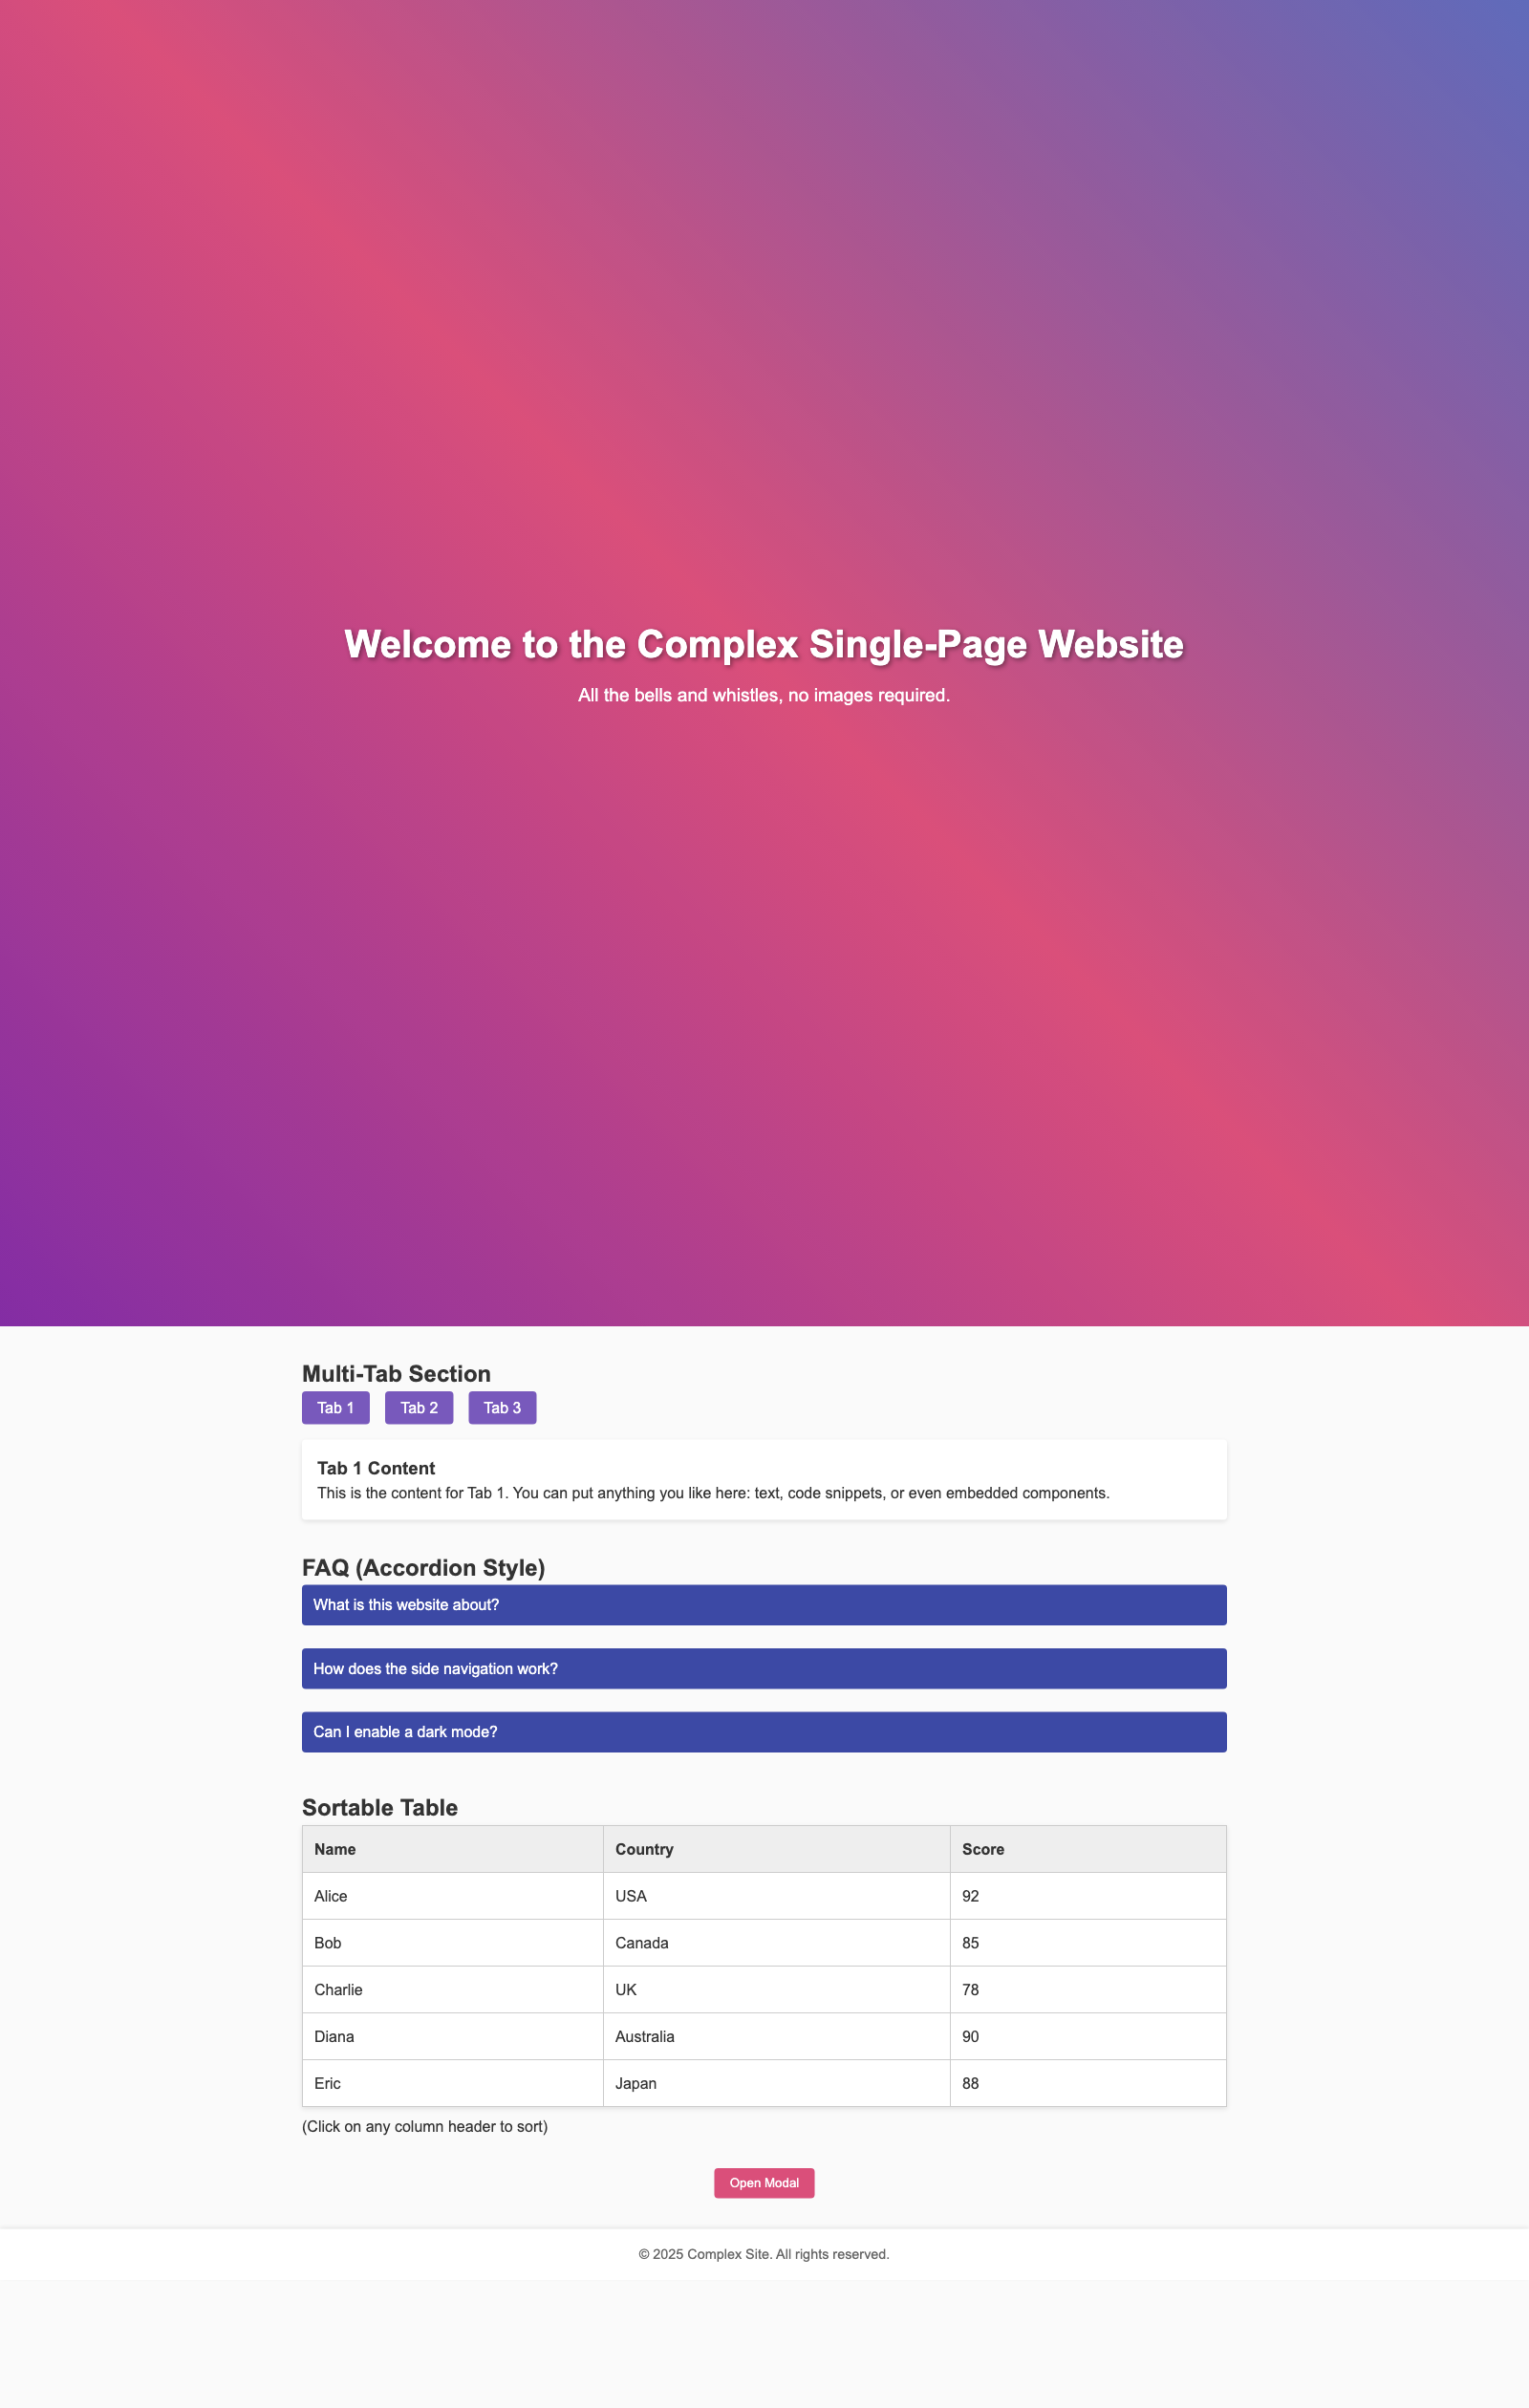 Welcome to the Complex Single-Page Website
All the bells and whistles, no images required.
Multi-Tab Section
Tab 1 Tab 2 Tab 3
Tab 1 Content
This is the content for Tab 1. You can put anything you like here: text, code snippets, or even embedded components.
FAQ (Accordion Style)
What is this website about?
How does the side navigation work?
Can I enable a dark mode?
Sortable Table
Name Country Score
Alice USA 92
Bob Canada 85
Charlie UK 78
Diana Australia 90
Eric Japan 88
(Click on any column header to sort)
Open Modal
© 2025 Complex Site. All rights reserved.